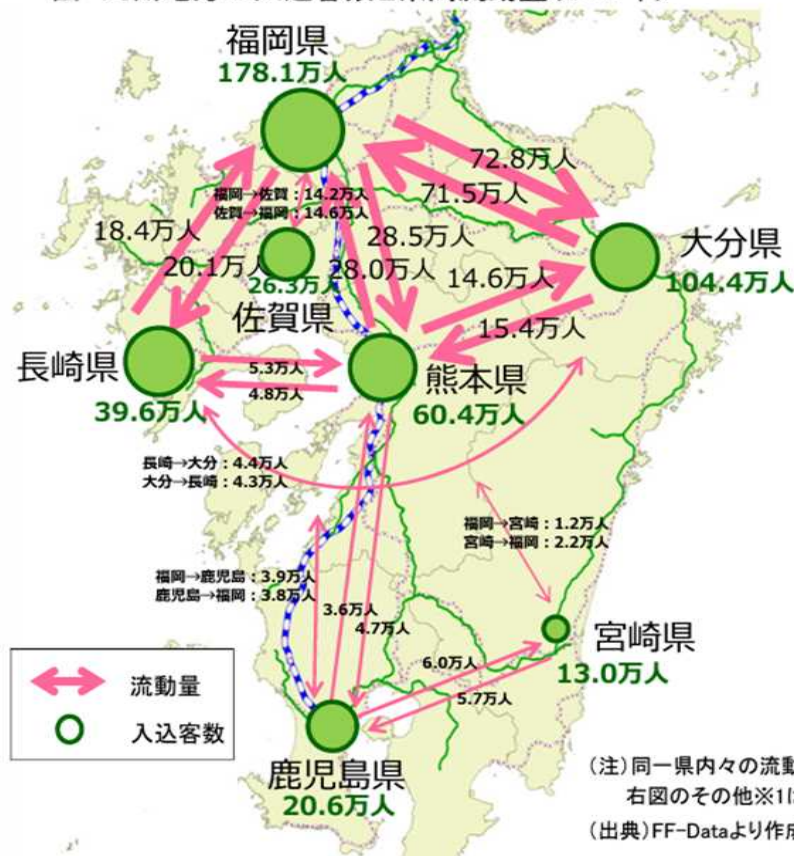 福岡県
178.1万人
72.8万人
71.5万人
福岡→佐賀：14.2万人
佐賀→福岡：14.6万人
18.4万人
20.1万人
28.5万人
28.0万人
26.3万人
佐賀県
14.6万人
15.4万人
大分県
104.4万人
長崎県
39.6万人
5.3万人
4.8万人
熊本県
60.4万人
長崎→大分：4.4万人
大分→長崎：4.3万人
福岡→宮崎：1.2万人
宮崎→福岡：2.2万人
福岡→鹿児島：3.9万人
鹿児島→福岡：3.8万人
3.6万人
4.7万人
6.0万人
5.7万人
宮崎県
13.0万人
流動量
入込客数
鹿児島県
20.6万人
（注）同一県内々の流動
右図のその他※1は
（出典）FF-Dataより作成